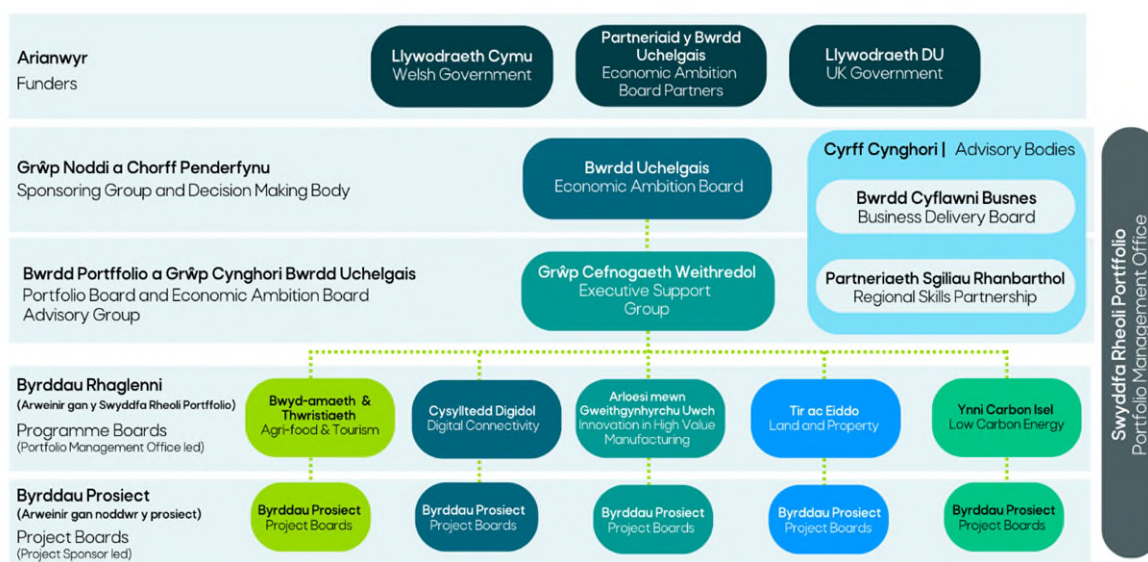 Arianwyr
Funders
Llywodraeth Cymru
Welsh Government
Partneriaid y Bwrdd
Uchelgais
Economic Ambition
Board Partners
Llywodraeth DU
UK Government
Grŵp Noddi a Chorff Penderfynu
Sponsoring Group and Decision Making Body
Bwrdd Uchelgais
Economic Ambition Board
Cyrff Cynghori | Advisory Bodies
Bwrdd Cyflawni Busnes
Business Delivery Board
Partneriaeth Sgiliau Rhanbarthol
Regional Skills Partnership
Bwrdd Portffolio a Grŵp Cynghori Bwrdd Uchelgais
Portfolio Board and Economic Ambition Board
Advisory Group
Grŵp Cefnogaeth Weithredol
Executive Support
Group
Byrddau Rhaglenni
(Arweinir gan y Swyddfa Rheoli Portffolio)
Programme Boards
(Portfolio Management Office led)
Bwyd-amaeth &
Thwristiaeth
Agri-food & Tourism
Cysylltedd Digidol
Digital Connectivity
Arloesi mewn
Gweithgynhyrchu Uwch
Innovation in High Value
Manufacturing
Tir ac Eiddo
Land and Property
Ynni Carbon Isel
Low Carbon Energy
Byrddau Prosiect
(Arweinir gan noddwr y prosiect)
Project Boards
(Project Sponsor led)
Byrddau Prosiect
Project Boards
Byrddau Prosiect
Project Boards
Byrddau Prosiect
Project Boards
Byrddau Prosiect
Project Boards
Byrddau Prosiect
Project Boards
Swyddfa Rheoli Portffolio
Portfolio Management Office